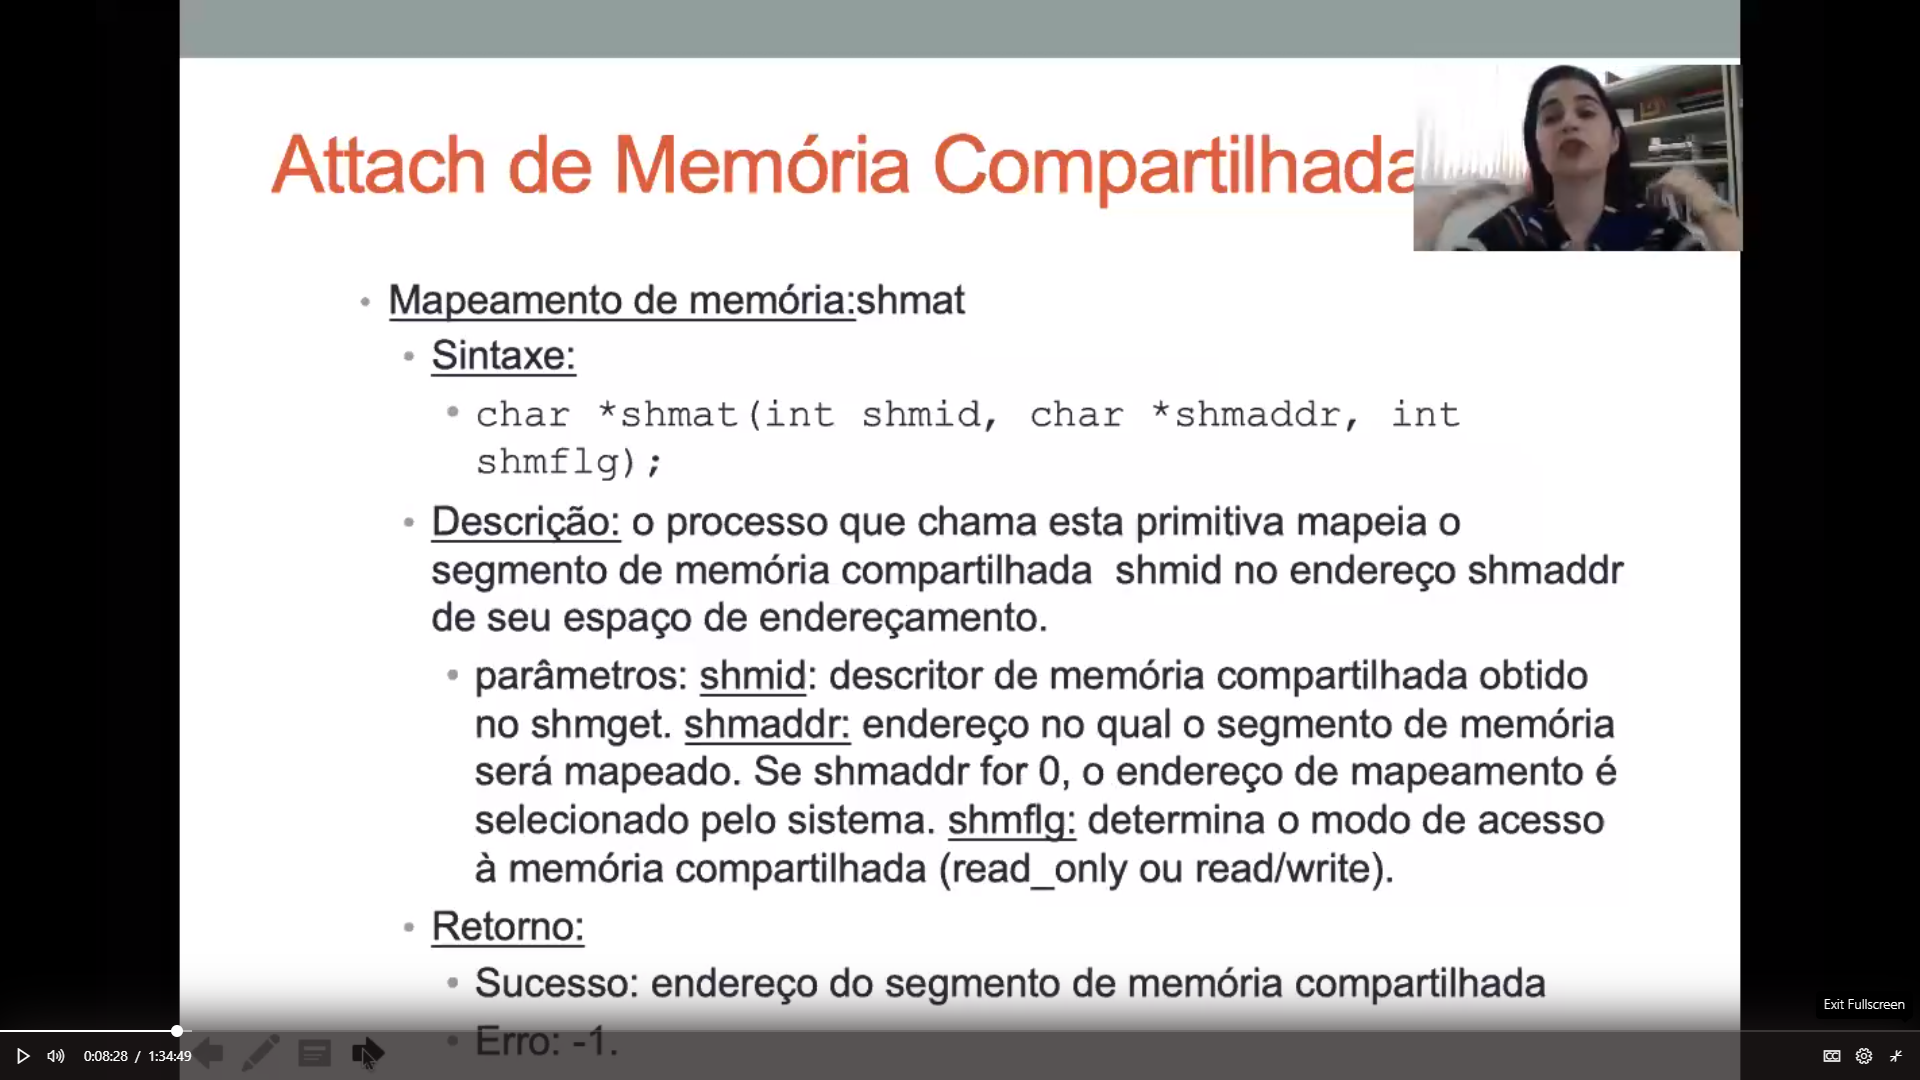 Attach de Memória Compartilhada
• Mapeamento de memória:shmat
• Sintaxe:
• char *shmat(int shmid, char *shmaddr, int
shmflg);
• Descrição: o processo que chama esta primitiva mapeia o
segmento de memória compartilhada shmid no endereço shmaddr
de seu espaço de endereçamento.
• parâmetros: shmid: descritor de memória compartilhada obtido
no shmget. shmaddr: endereço no qual o segmento de memória
será mapeado. Se shmaddr for 0, o endereço de mapeamento é
selecionado pelo sistema. shmflg: determina o modo de acesso
à memória compartilhada (read_only ou read/write).
• Retorno:
• Sucesso: endereço do segmento de memória compartilhada
Exit Fullscreen
• Erro: -1.
0:08:28 / 1:34:49
CC